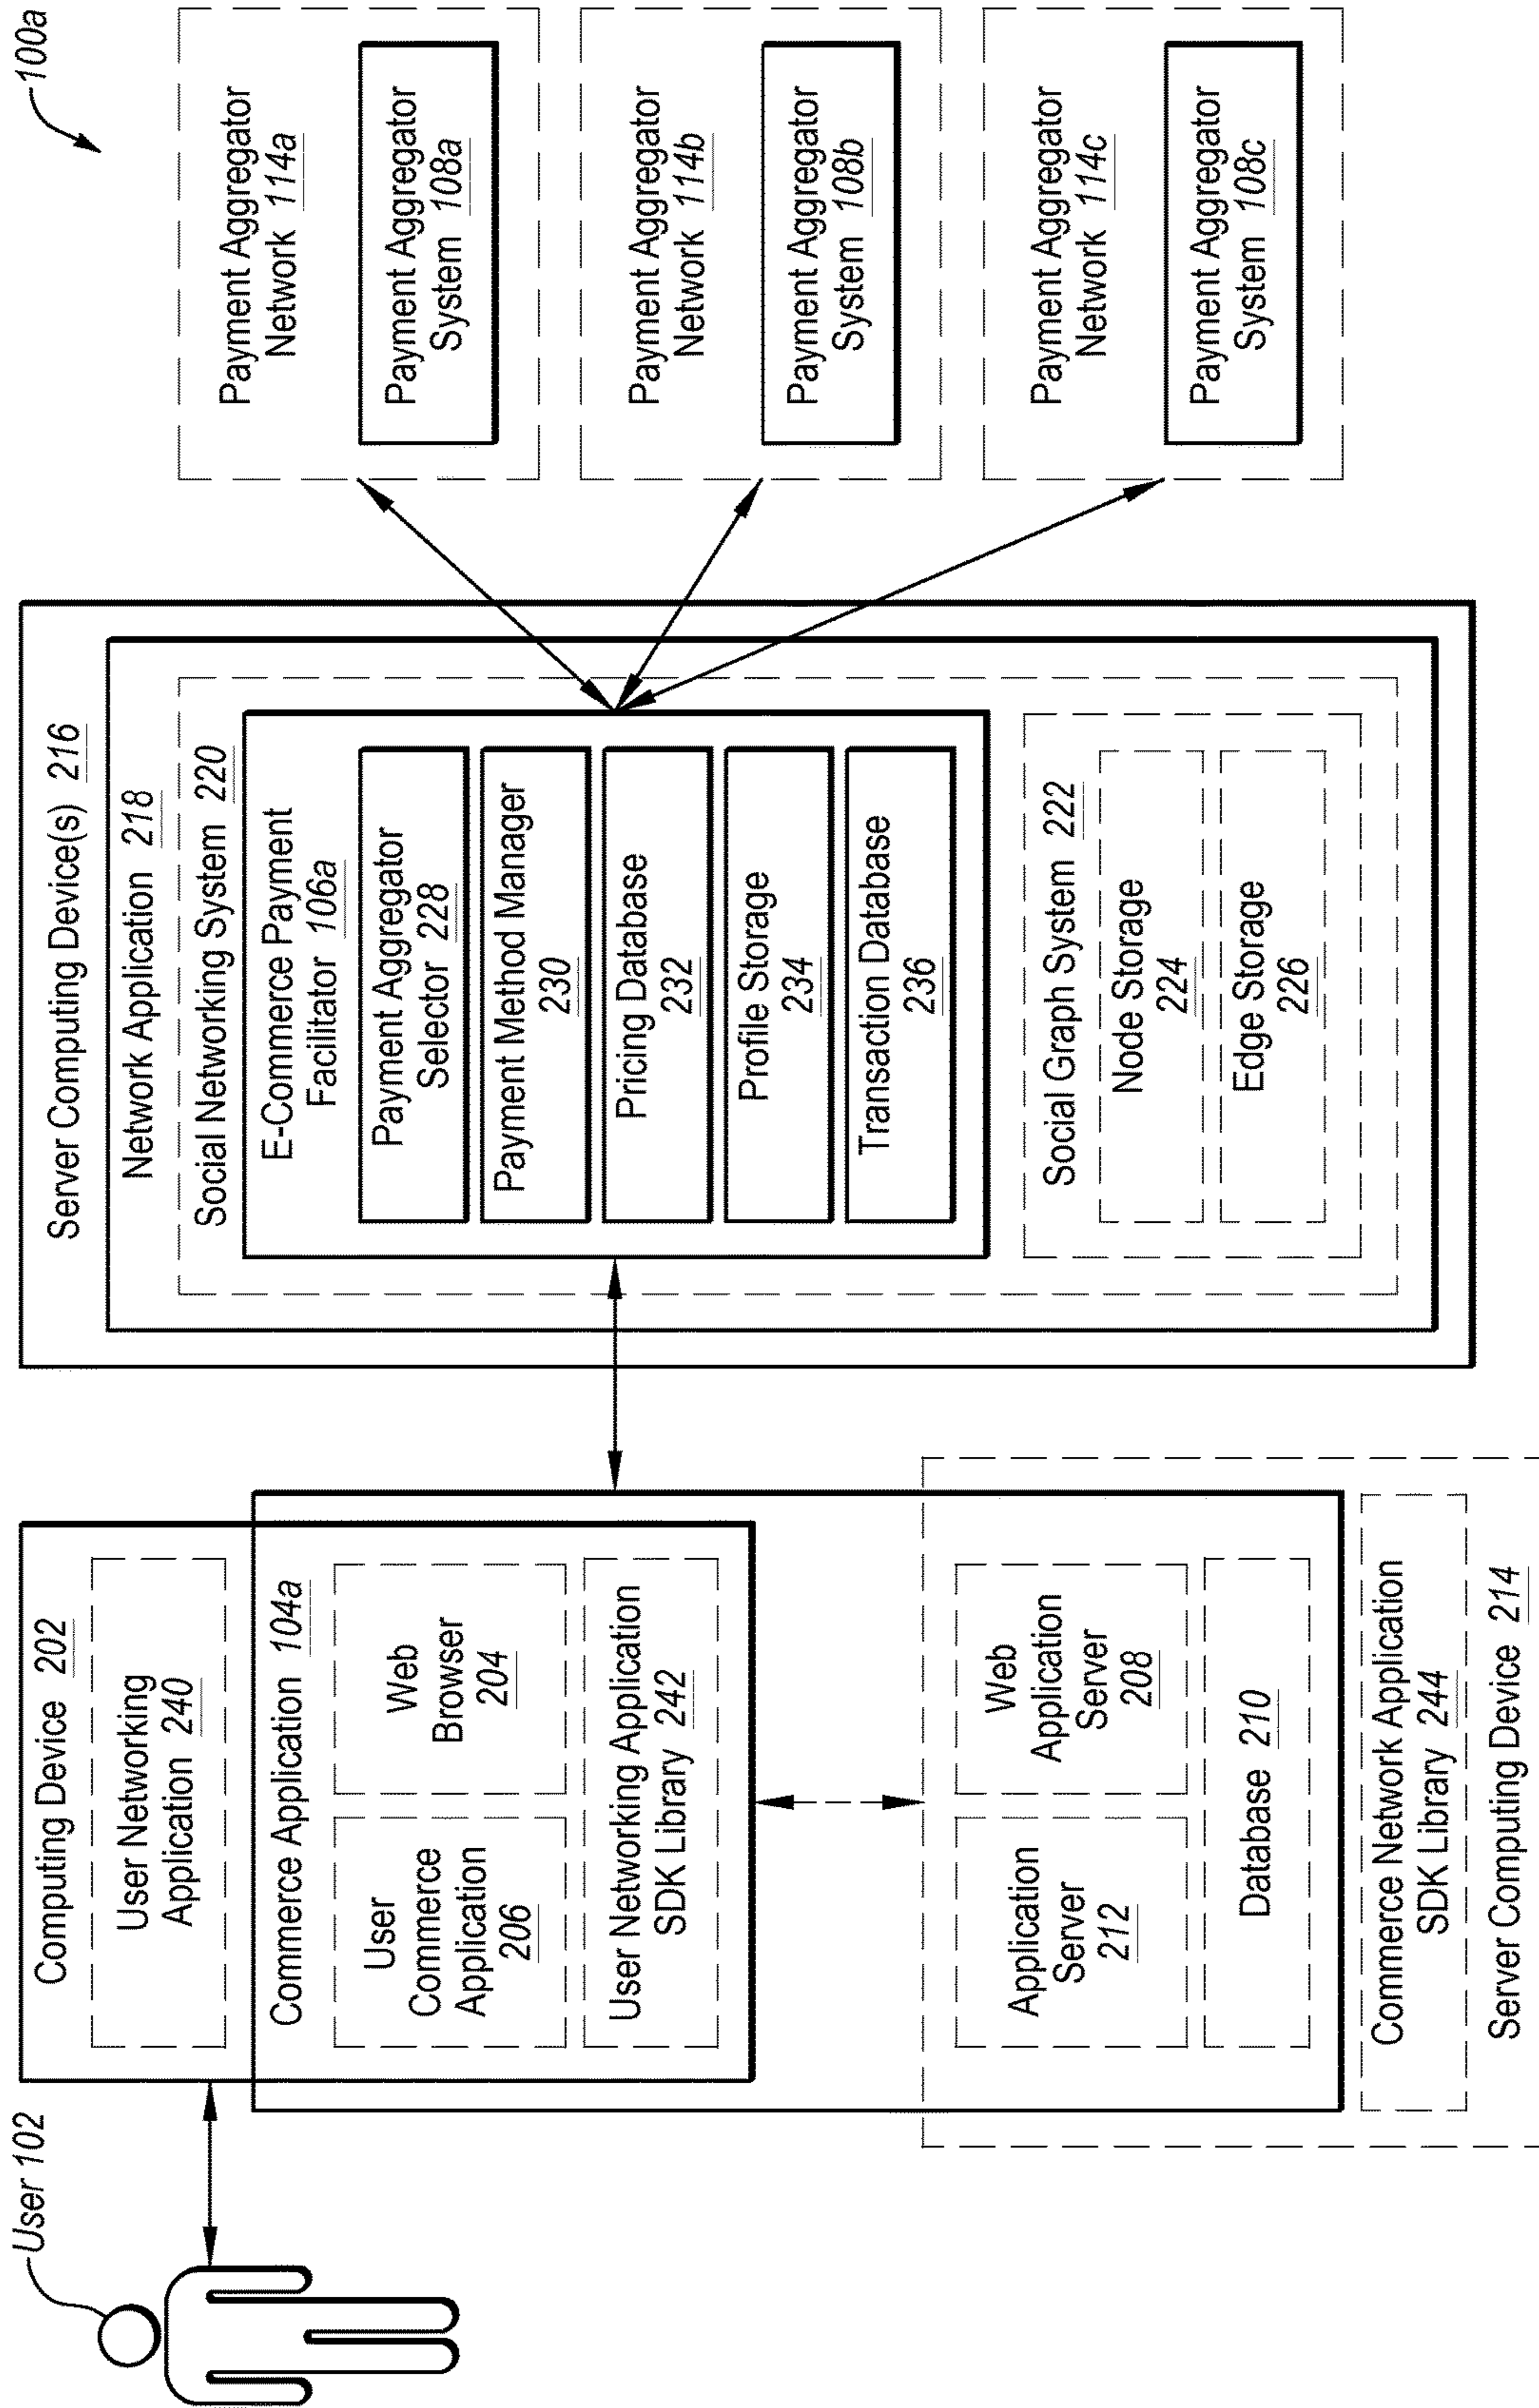 100a
User 102
Computing Device 202
User Networking
Application 240
Commerce Application 104a
User
Commerce
Application
206
Web
Browser
204
User Networking Application
SDK Library 242
Application
Server
212
Web
Application
Server
208
Database 210
Commerce Network Application
SDK Library 244
Server Computing Device 214
Server Computing Device(s) 216
Network Application 218
Social Networking System 220
E-Commerce Payment
Facilitator 106a
Payment Aggregator
Selector 228
Payment Method Manager
230
Pricing Database
232
Profile Storage
234
Transaction Database
236
Social Graph System 222
Node Storage
224
Edge Storage
226
Payment Aggregator
Network 114a
Payment Aggregator
System 108a
Payment Aggregator
Network 114b
Payment Aggregator
System 108b
Payment Aggregator
Network 114c
Payment Aggregator
System 108c